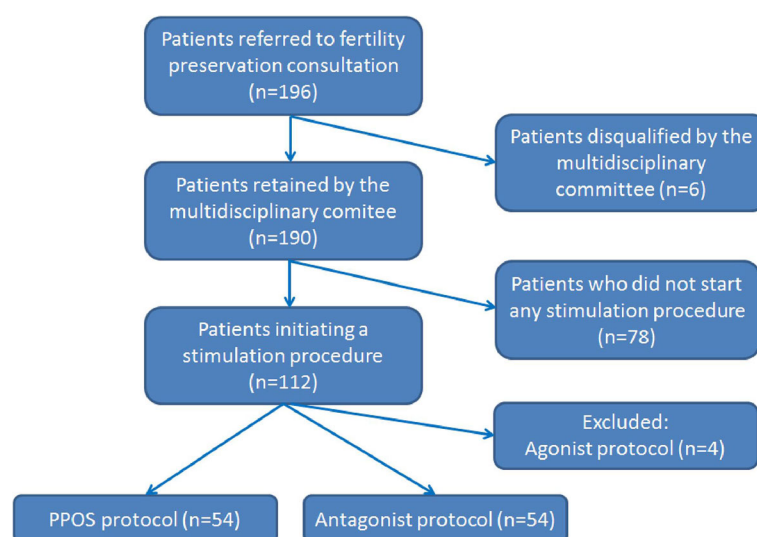 Patients referred to fertility
preservation consultation
(n=196)
Patients disqualified by the
multidisciplinary
committee (n=6)
Patients retained by the
multidisciplinary comitee
(n=190)
Patients who did not start
any stimulation procedure
(n=78)
Patients initiating a
stimulation procedure
(n=112)
Excluded:
Agonist protocol (n=4)
PPOS protocol (n=54)
Antagonist protocol (n=54)